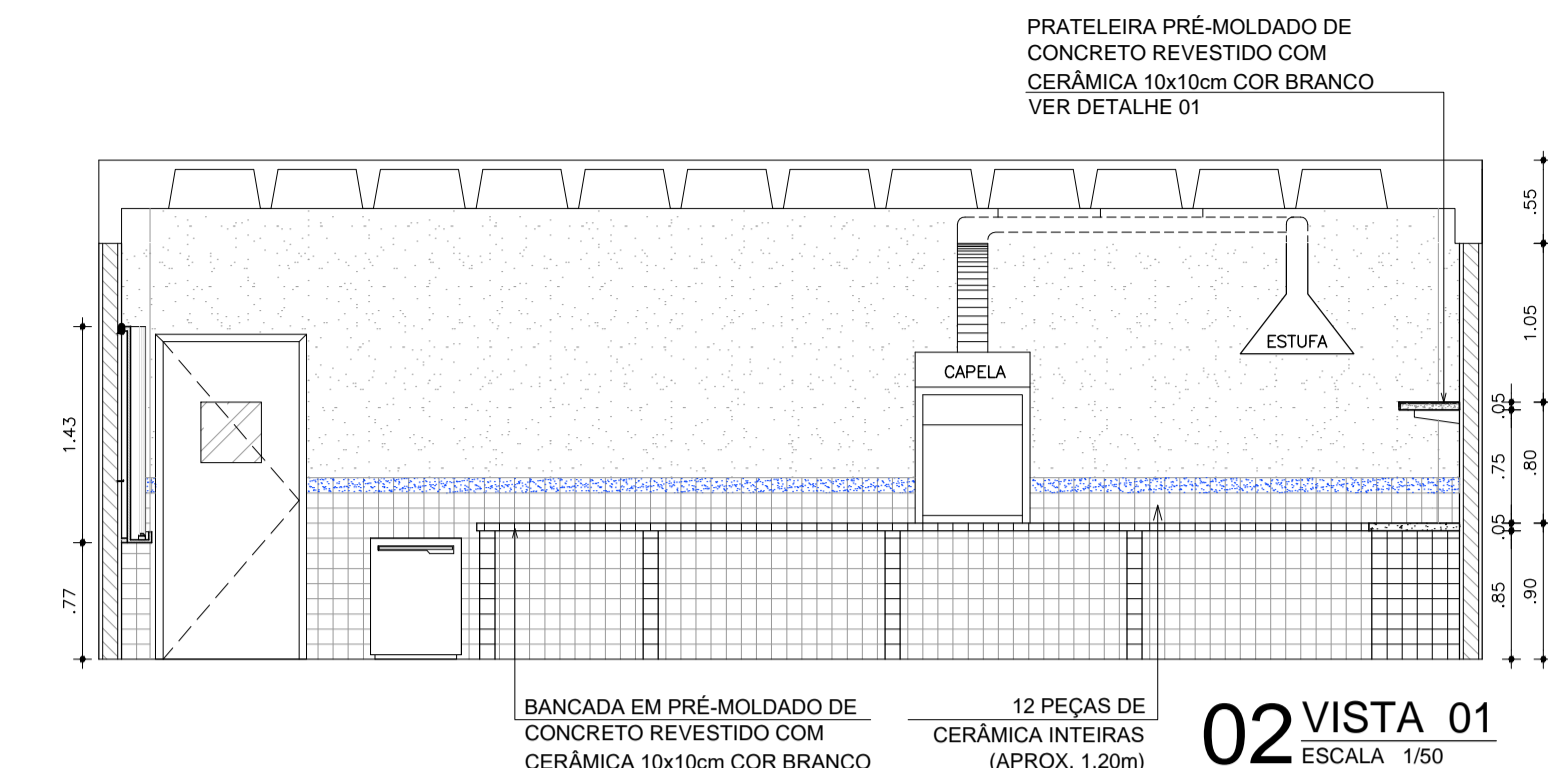 PRATELEIRA PRÉ-MOLDADO DE
CONCRETO REVESTIDO COM
CERÂMICA 10x10cm COR BRANCO
VER DETALHE 01
.55
1.05
ESTUFA
CAPELA
1.43
.05
.75
.80
.05
.77
.85
.90
BANCADA EM PRÉ-MOLDADO DE
CONCRETO REVESTIDO COM
CERÂMICA 10x10cm COR BRANCO
12 PEÇAS DE
CERÂMICA INTEIRAS
(APROX. 1.20m)
02 VISTA 01
ESCALA 1/50